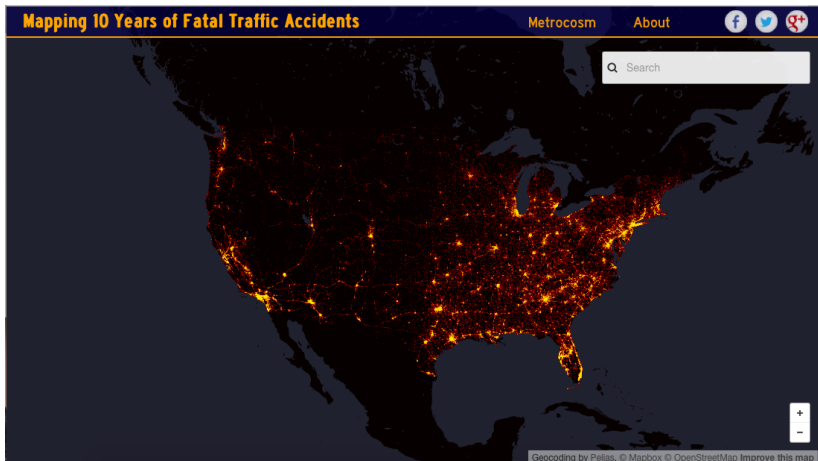 Mapping 10 Years of Fatal Traffic Accidents
Metrocosm
About
f
g+
Search
+
−
Geocoding by Pelias, © Mapbox © OpenStreetMap Improve this map